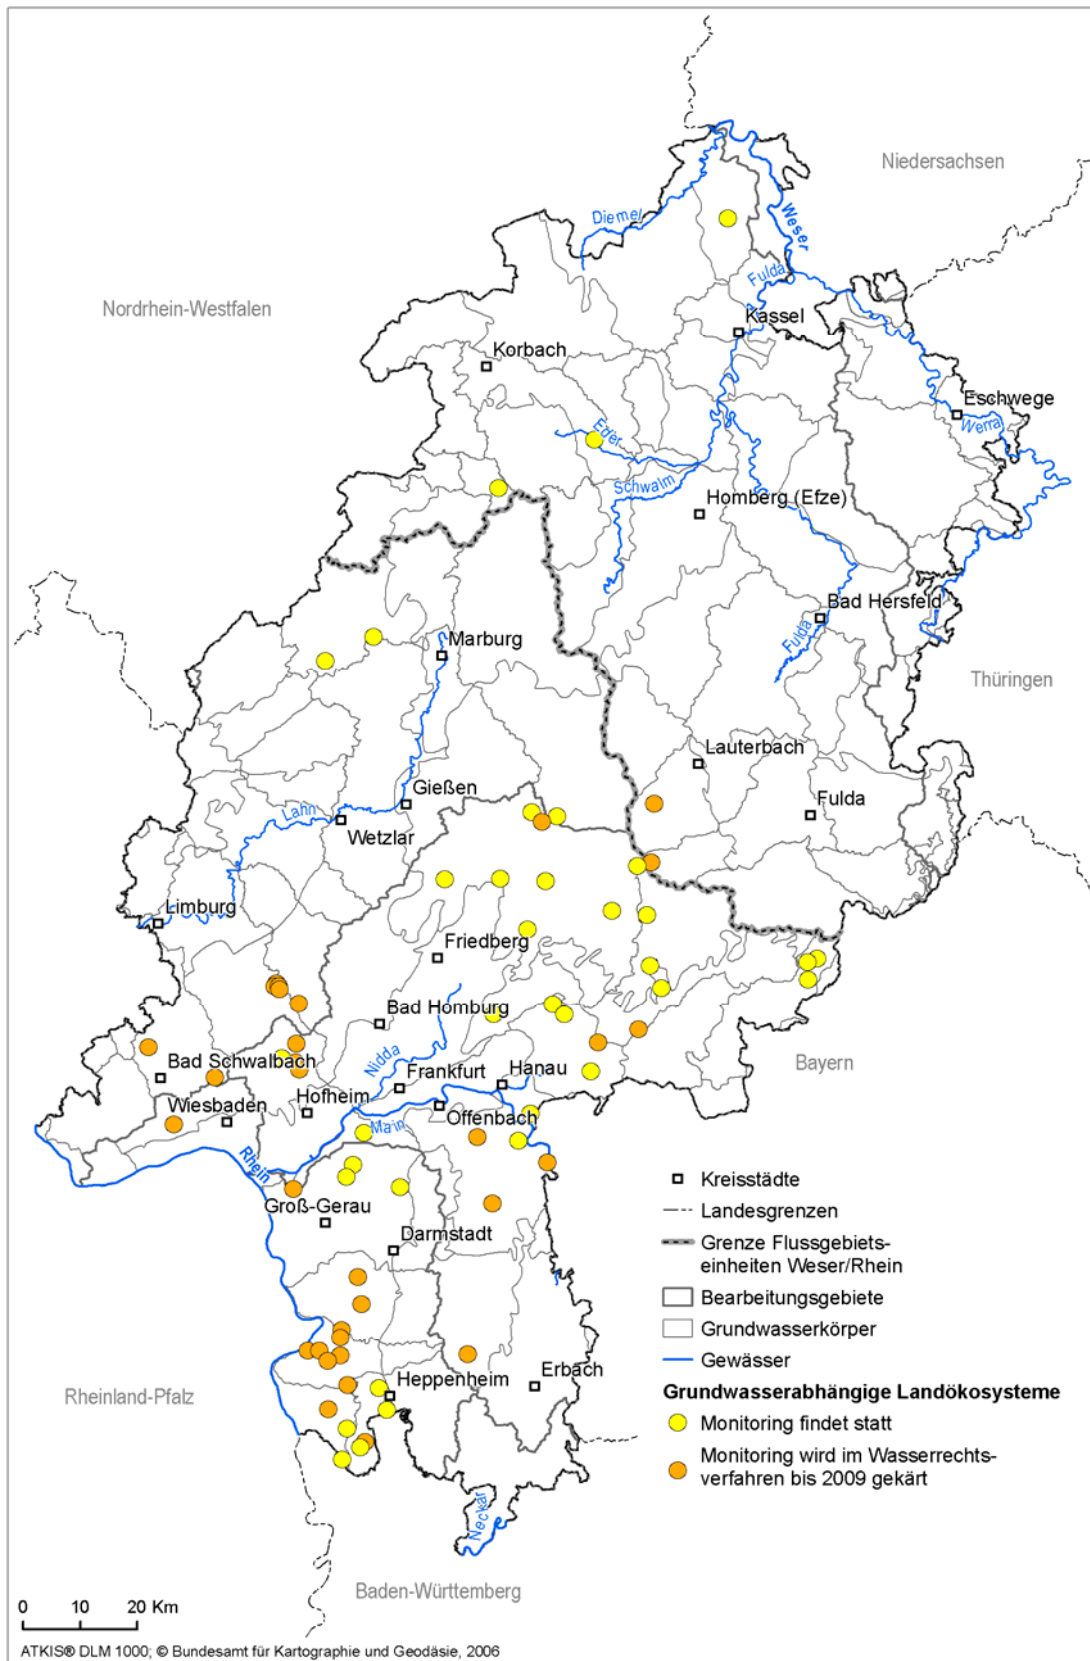 Niedersachsen
Diemel
Weser
Nordrhein-Westfalen
Fulda
Kassel
Korbach
Eschwege
Werra
Eder
Schwalm
Homberg (Efze)
Bad Hersfeld
Fulda
Marburg
Thüringen
Lauterbach
Gießen
Fulda
Lahn
Wetzlar
Limburg
Friedberg
Bad Homburg
Nidda
Bayern
Bad Schwalbach
Frankfurt
Hanau
Wiesbaden
Hofheim
Offenbach
Main
Rhein
Groß-Gerau
Darmstadt
Erbach
Heppenheim
Rheinland-Pfalz
Neckar
Baden-Württemberg
Kreisstädte
Landesgrenzen
Grenze Flussgebiets-
einheiten Weser/Rhein
Bearbeitungsgebiete
Grundwasserkörper
Gewässer
Grundwasserabhängige Landökosysteme
Monitoring findet statt
Monitoring wird im Wasserrechts-
verfahren bis 2009 gekärt
0 10 20 Km
ATKIS® DLM 1000; © Bundesamt für Kartographie und Geodäsie, 2006